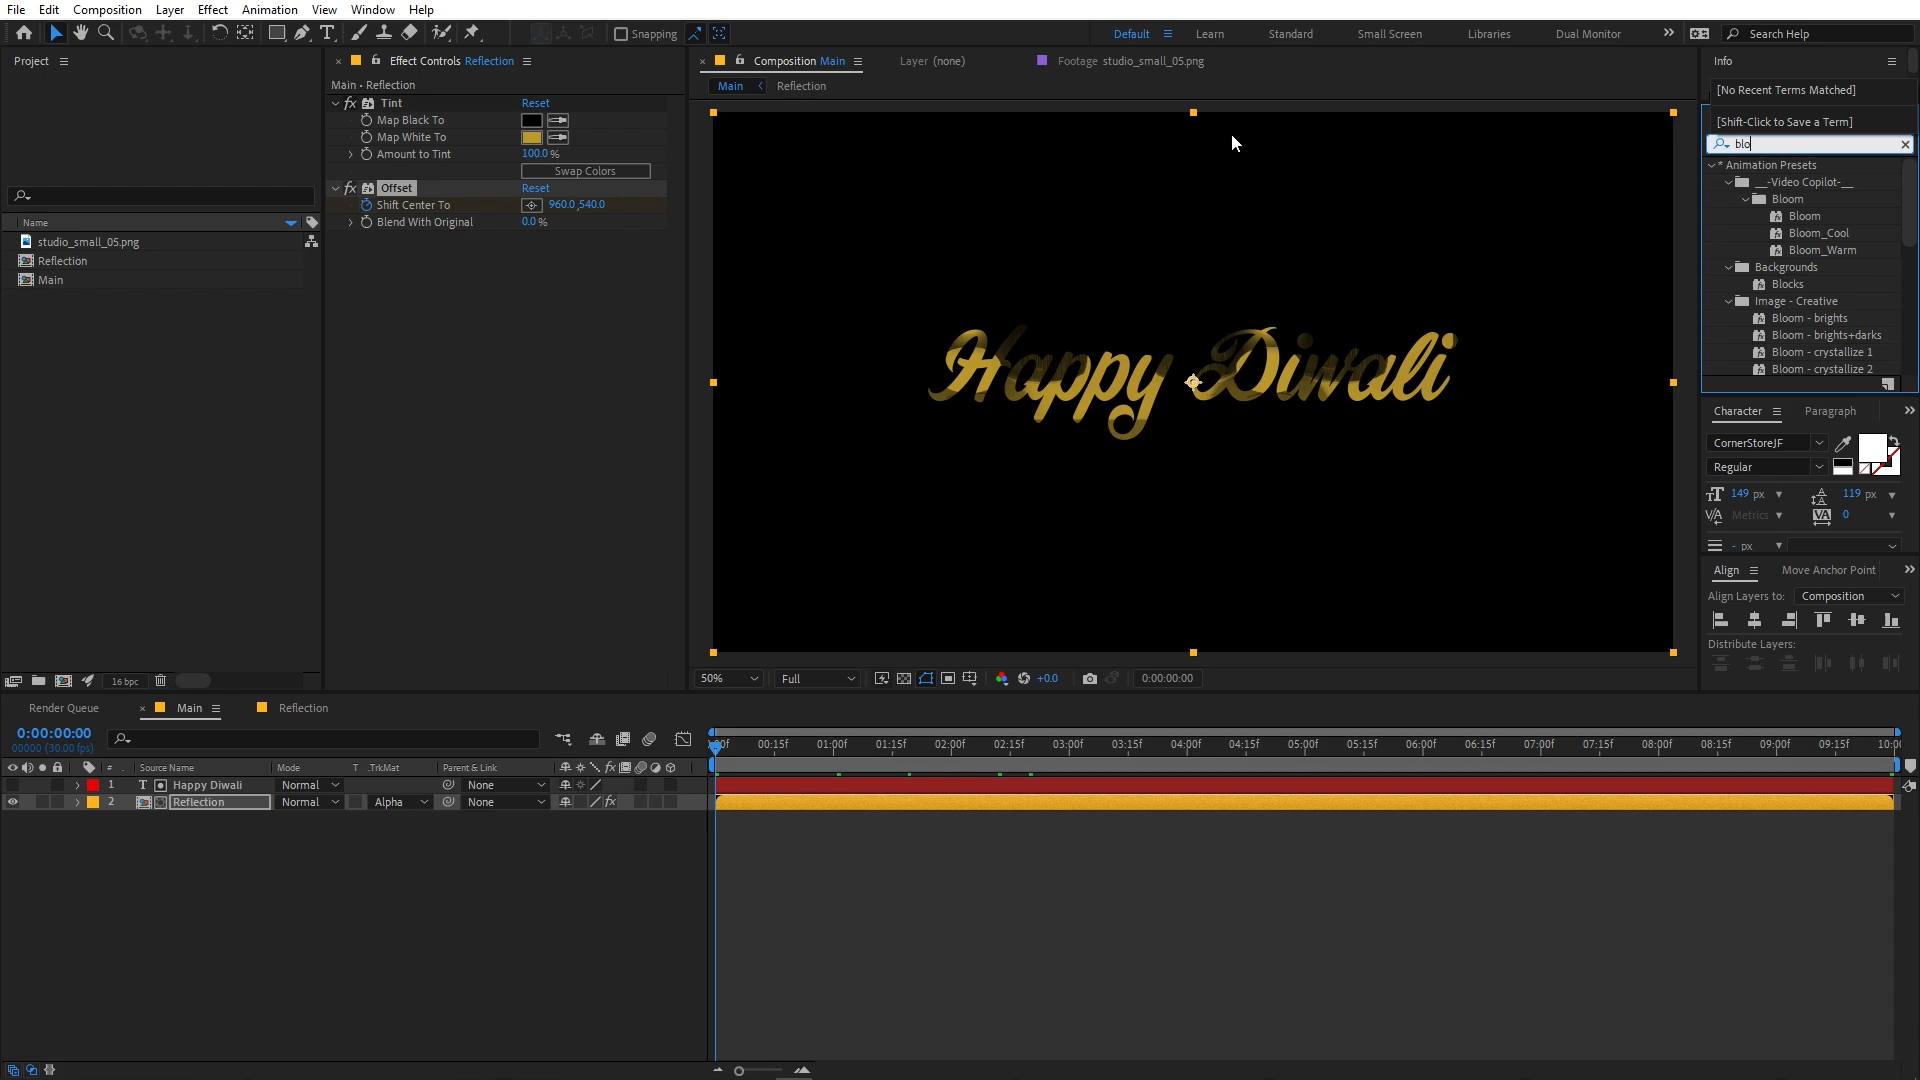 File Edit Composition Layer Effect Animation View Window Help
Snapping
Default Learn Standard Small Screen Libraries Dual Monitor Search Help
Project
Effect Controls Reflection
Composition Main
Layer (none)
Footage studio_small_05.png
Info
Main • Reflection
Main Reflection
Tint Reset
Map Black To
Map White To
Amount to Tint 100.0 %
Swap Colors
Offset Reset
Shift Center To 960.0,540.0
Blend With Original 0.0 %
Name
studio_small_05.png
Reflection
Main
16 bpc
Happy Diwali
50% Full +0.0 0:00:00:00
[No Recent Terms Matched]
[Shift-Click to Save a Term]
blo
* Animation Presets
__-Video Copilot-__
Bloom
Bloom
Bloom_Cool
Bloom_Warm
Backgrounds
Blocks
Image - Creative
Bloom - brights
Bloom - brights+darks
Bloom - crystallize 1
Bloom - crystallize 2
Character Paragraph
CornerStoreJF
Regular
149 px 119 px
Metrics 0
- px
Align Move Anchor Point
Align Layers to: Composition
Distribute Layers:
Render Queue Main Reflection
0:00:00:00
00000 (30.00 fps)
:00f 00:15f 01:00f 01:15f 02:00f 02:15f 03:00f 03:15f 04:00f 04:15f 05:00f 05:15f 06:00f 06:15f 07:00f 07:15f 08:00f 08:15f 09:00f 09:15f 10:00
# Source Name Mode T .TrkMat Parent & Link
1 T Happy Diwali Normal None
2 Reflection Normal Alpha None